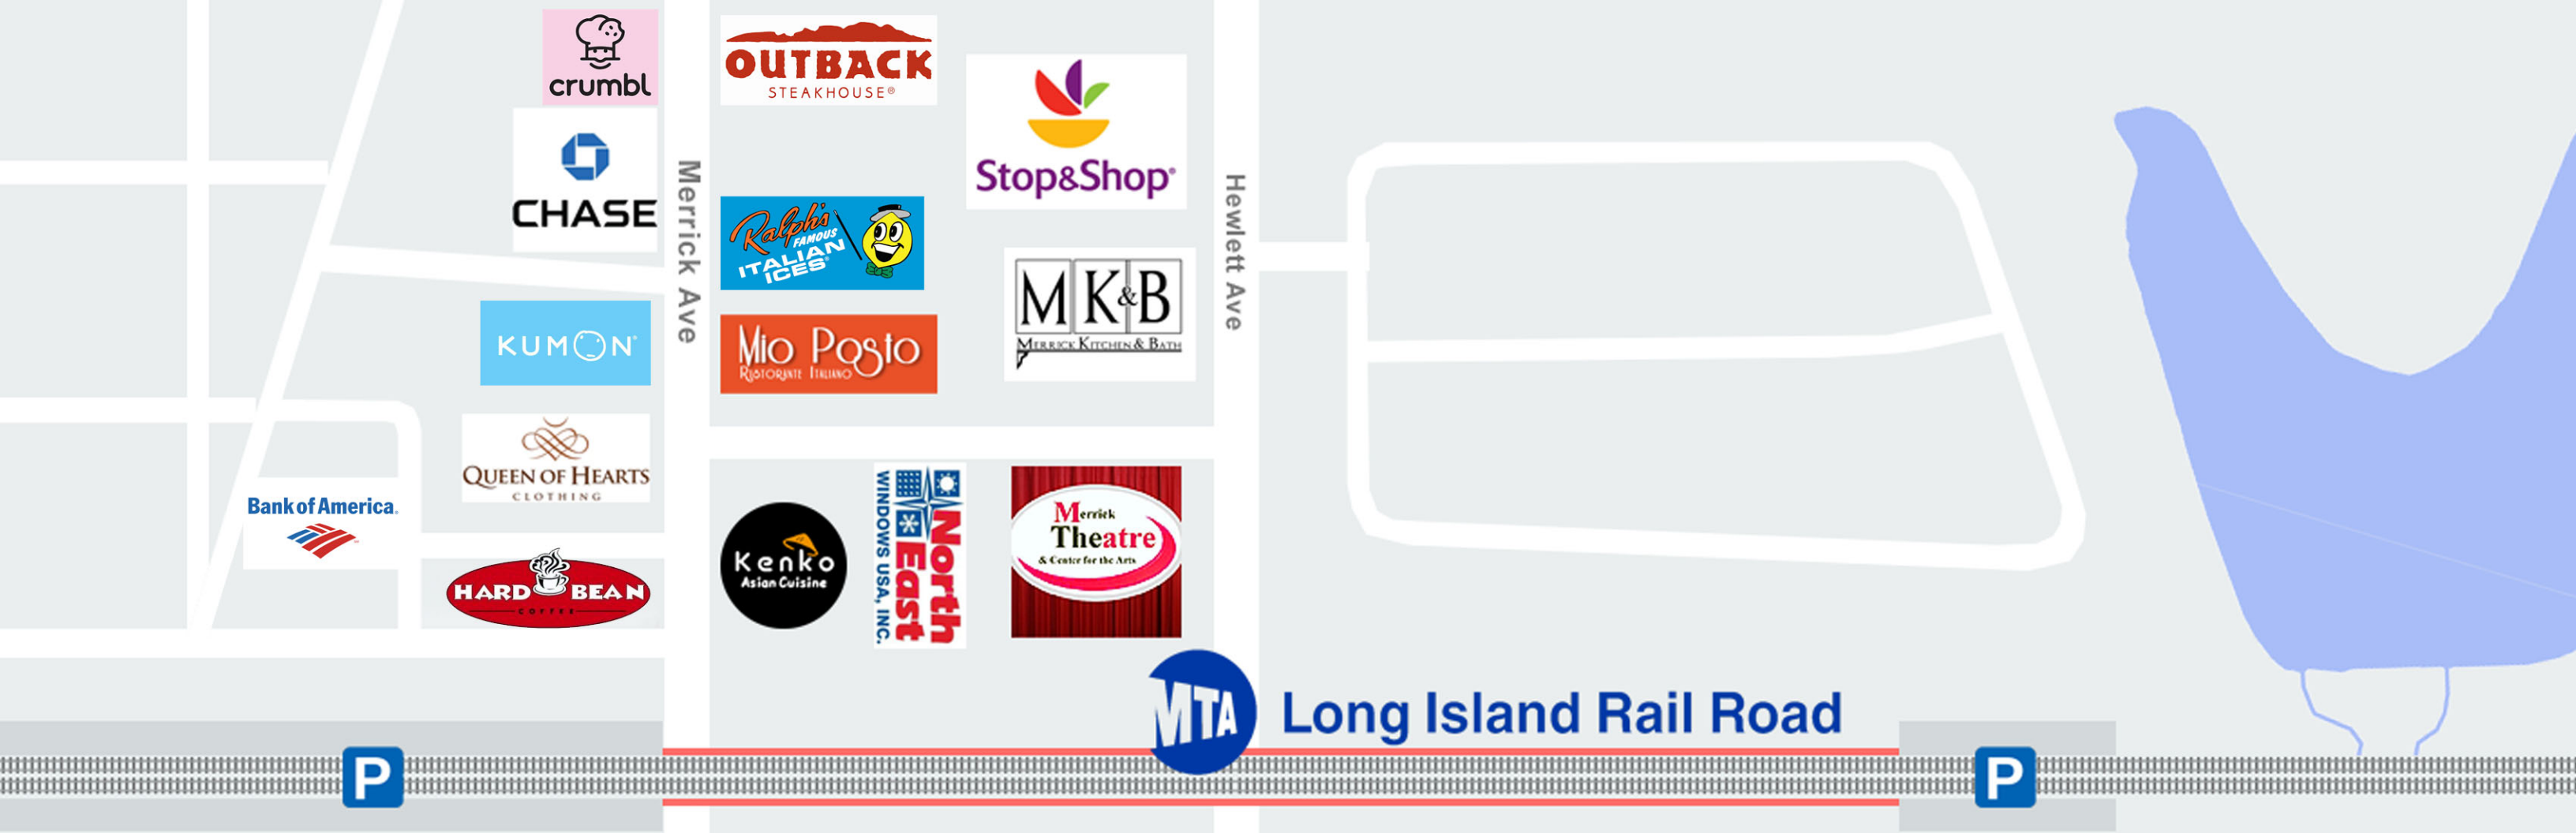 crumbl
CHASE
KUMON
QUEEN OF HEARTS
CLOTHING
Bank of America
HARD BEAN
COFFEE
Merrick Ave
OUTBACK
STEAKHOUSE®
Ralph's
FAMOUS
ITALIAN
ICES
Mio Posto
Ristorante Italiano
Stop&Shop
MK&B
MERRICK KITCHEN & BATH
Hewlett Ave
Kenko
Asian Cuisine
North
East
WINDOWS USA, INC.
Merrick
Theatre
& Center for the Arts
MTA
Long Island Rail Road
P
P